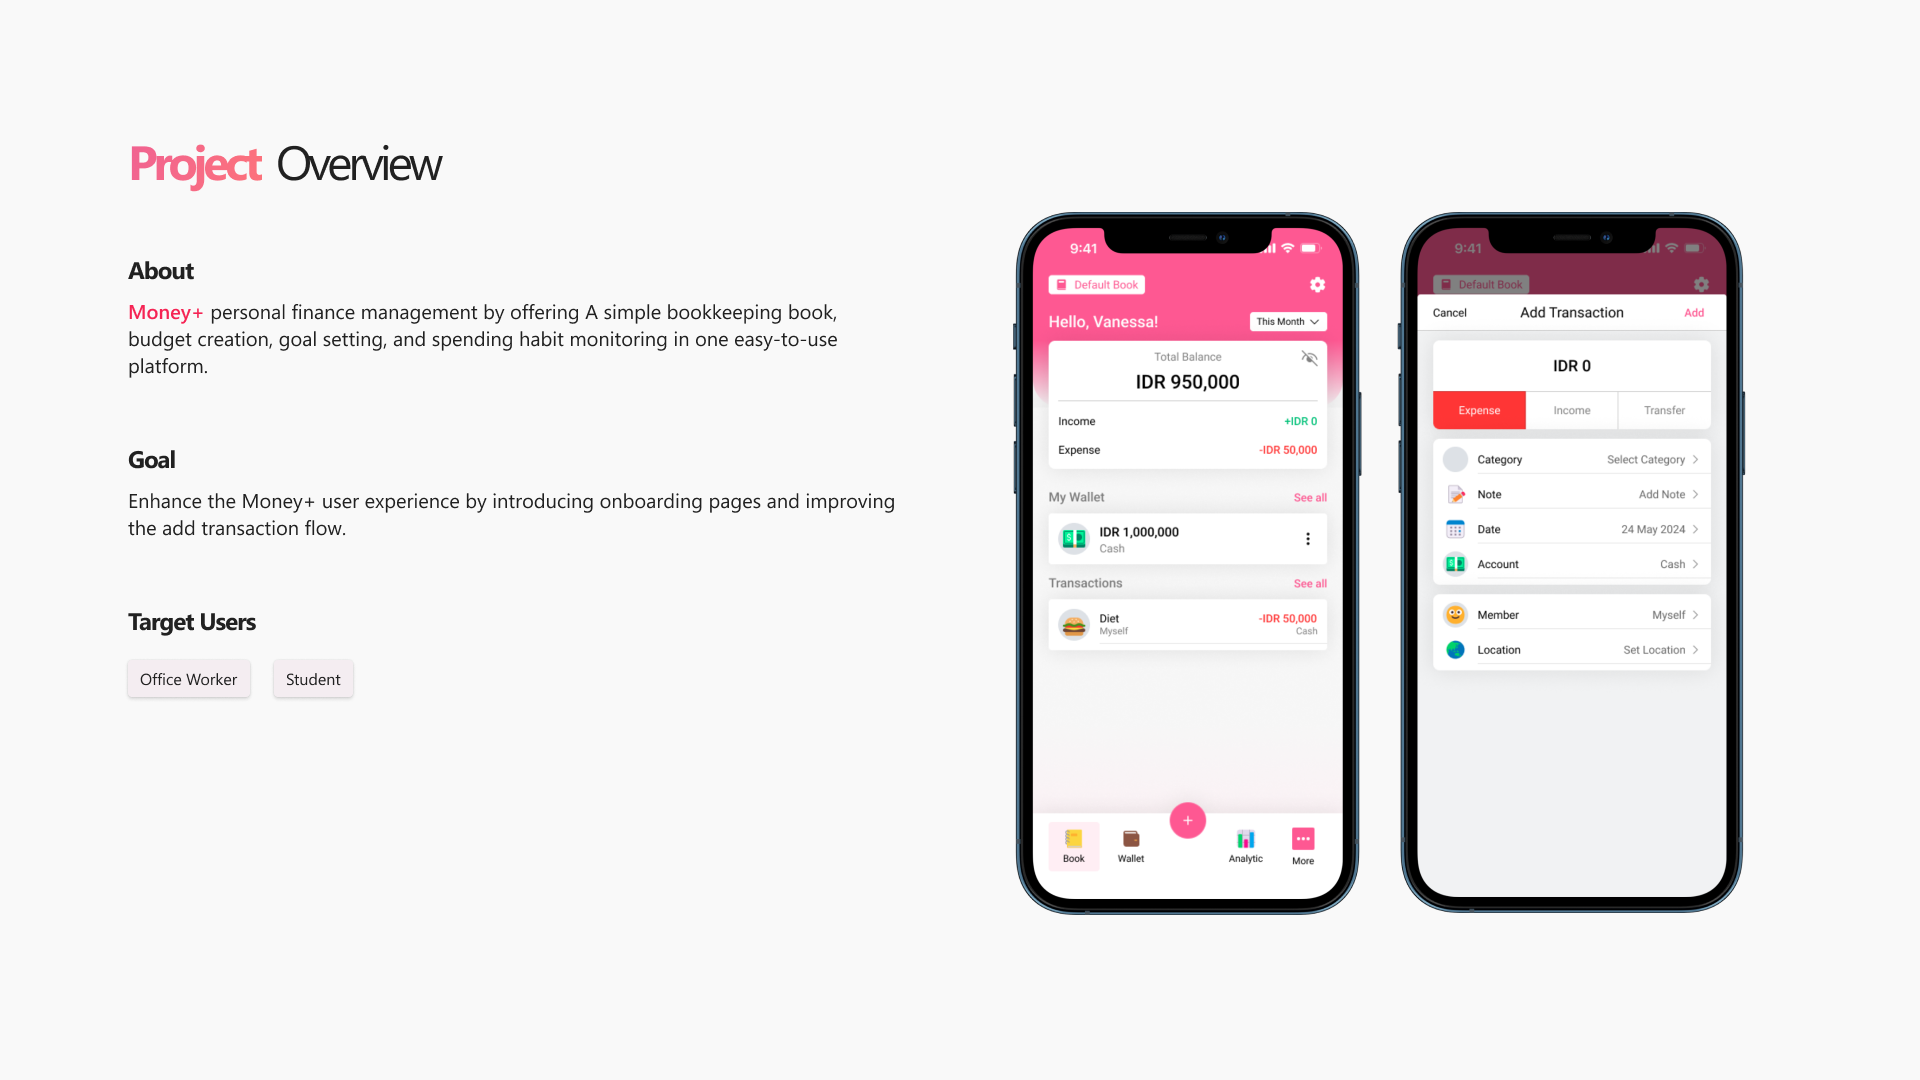 Project Overview
About
Money+ personal finance management by offering A simple bookkeeping book,
budget creation, goal setting, and spending habit monitoring in one easy-to-use
platform.
Goal
Enhance the Money+ user experience by introducing onboarding pages and improving
the add transaction flow.
Target Users
Office Worker Student
9:41
Default Book
Hello, Vanessa! This Month
Total Balance
IDR 950,000
Income +IDR 0
Expense -IDR 50,000
My Wallet See all
IDR 1,000,000
Cash
Transactions See all
Diet -IDR 50,000
Myself Cash
+
Book Wallet Analytic More
9:41
Default Book
Cancel Add Transaction Add
IDR 0
Expense Income Transfer
Category Select Category
Note Add Note
Date 24 May 2024
Account Cash
Member Myself
Location Set Location